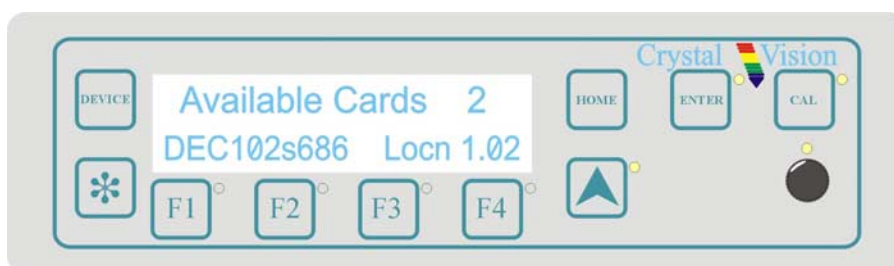 Crystal Vision
DEVICE
Available Cards 2
HOME
ENTER
CAL
DEC102s686 Locn 1.02
F1
F2
F3
F4